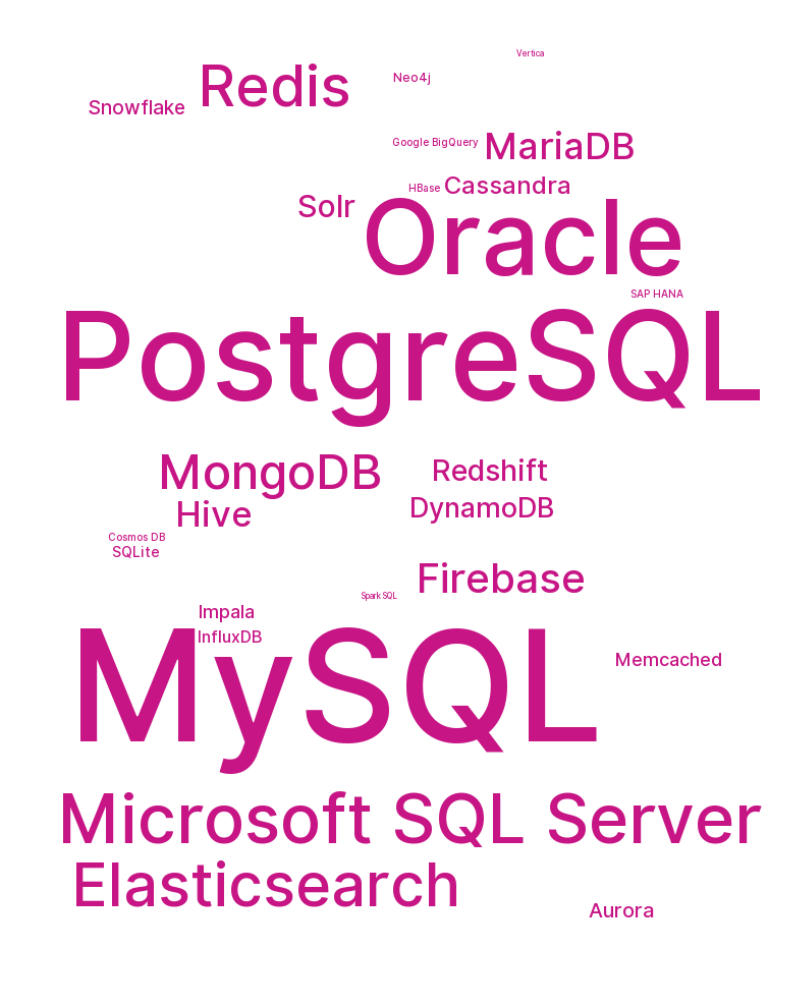 Vertica
Redis
Neo4j
Snowflake
Google BigQuery
MariaDB
HBase
Cassandra
Solr
Oracle
SAP HANA
PostgreSQL
MongoDB
Redshift
Hive
DynamoDB
Cosmos DB
SQLite
Firebase
Spark SQL
Impala
InfluxDB
MySQL
Memcached
Microsoft SQL Server
Elasticsearch
Aurora